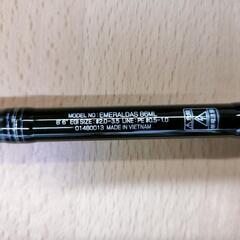 MODEL NO : EMERALDAS 86ML
8'6" EGI SIZE : #2.0-3.5 LINE : PE #0.5-1.0
01480013 MADE IN VIETNAM